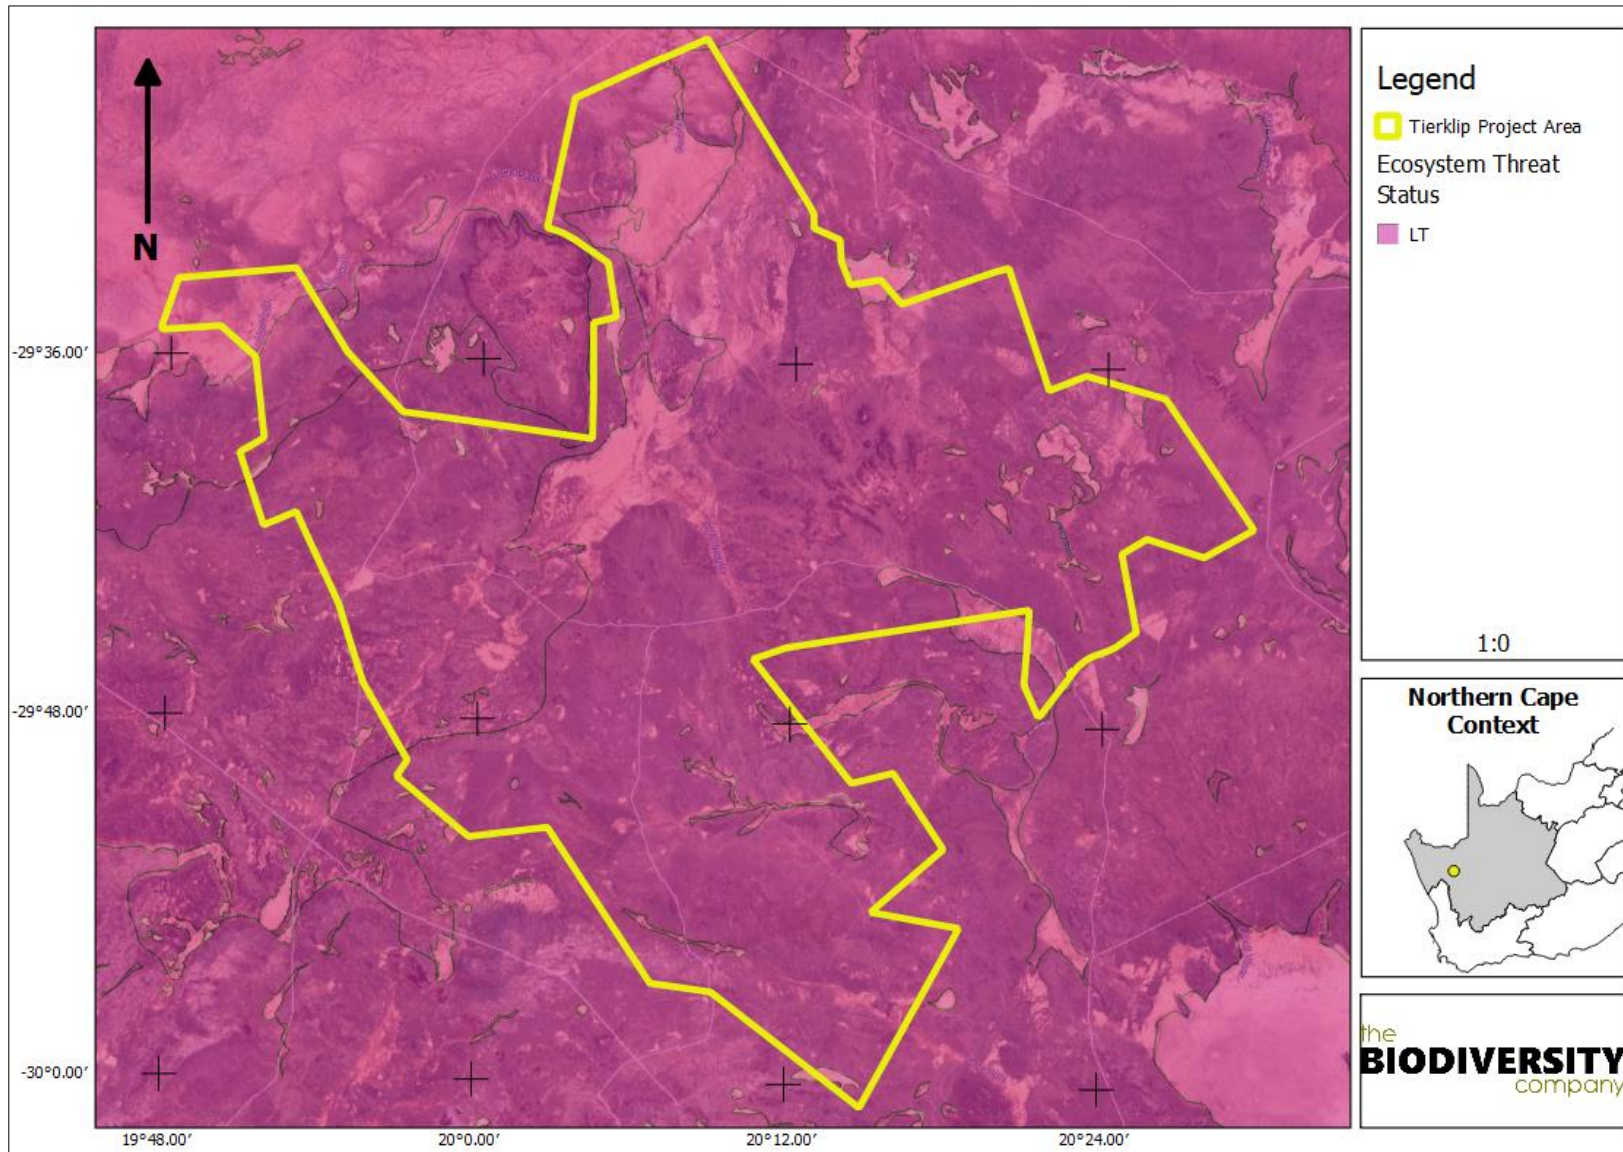 N
-29°36.00′
-29°48.00′
-30°0.00′
19°48.00′
20°0.00′
20°12.00′
20°24.00′
Legend
Tierklip Project Area
Ecosystem Threat
Status
LT
1:0
Northern Cape
Context
the
BIODIVERSITY
company